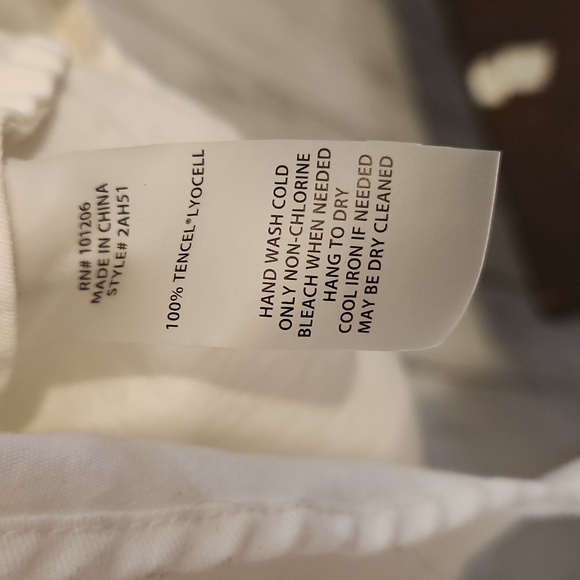 RN# 101206
MADE IN CHINA
STYLE# 2AH51
100% TENCEL®LYOCELL
HAND WASH COLD
ONLY NON-CHLORINE
BLEACH WHEN NEEDED
HANG TO DRY
COOL IRON IF NEEDED
MAY BE DRY CLEANED